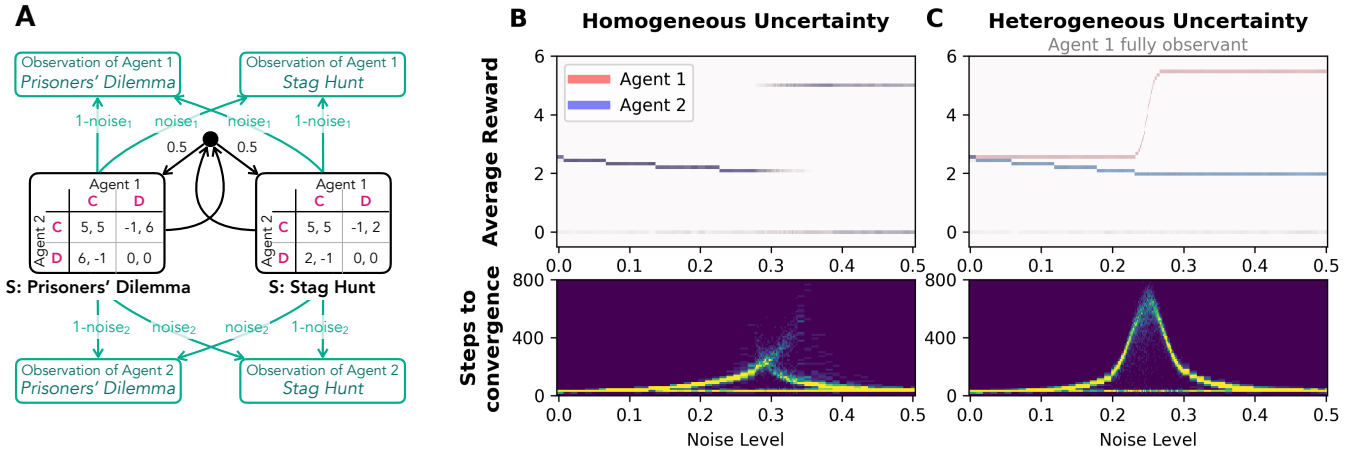 A
Observation of Agent 1
Prisoners' Dilemma
Observation of Agent 1
Stag Hunt
1-noise₁
noise₁
noise₁
1-noise₁
0.5
0.5
Agent 1
C D
Agent 2
C 5, 5 -1, 6
D 6, -1 0, 0
S: Prisoners' Dilemma
Agent 1
C D
Agent 2
C 5, 5 -1, 2
D 2, -1 0, 0
S: Stag Hunt
1-noise₂
noise₂
noise₂
1-noise₂
Observation of Agent 2
Prisoners' Dilemma
Observation of Agent 2
Stag Hunt
B
Homogeneous Uncertainty
Average Reward
6
4
2
0
Agent 1
Agent 2
0.0 0.1 0.2 0.3 0.4 0.5
Steps to
convergence
800
400
0
0.0 0.1 0.2 0.3 0.4 0.5
Noise Level
C
Heterogeneous Uncertainty
Agent 1 fully observant
6
4
2
0
0.0 0.1 0.2 0.3 0.4 0.5
800
400
0
0.0 0.1 0.2 0.3 0.4 0.5
Noise Level